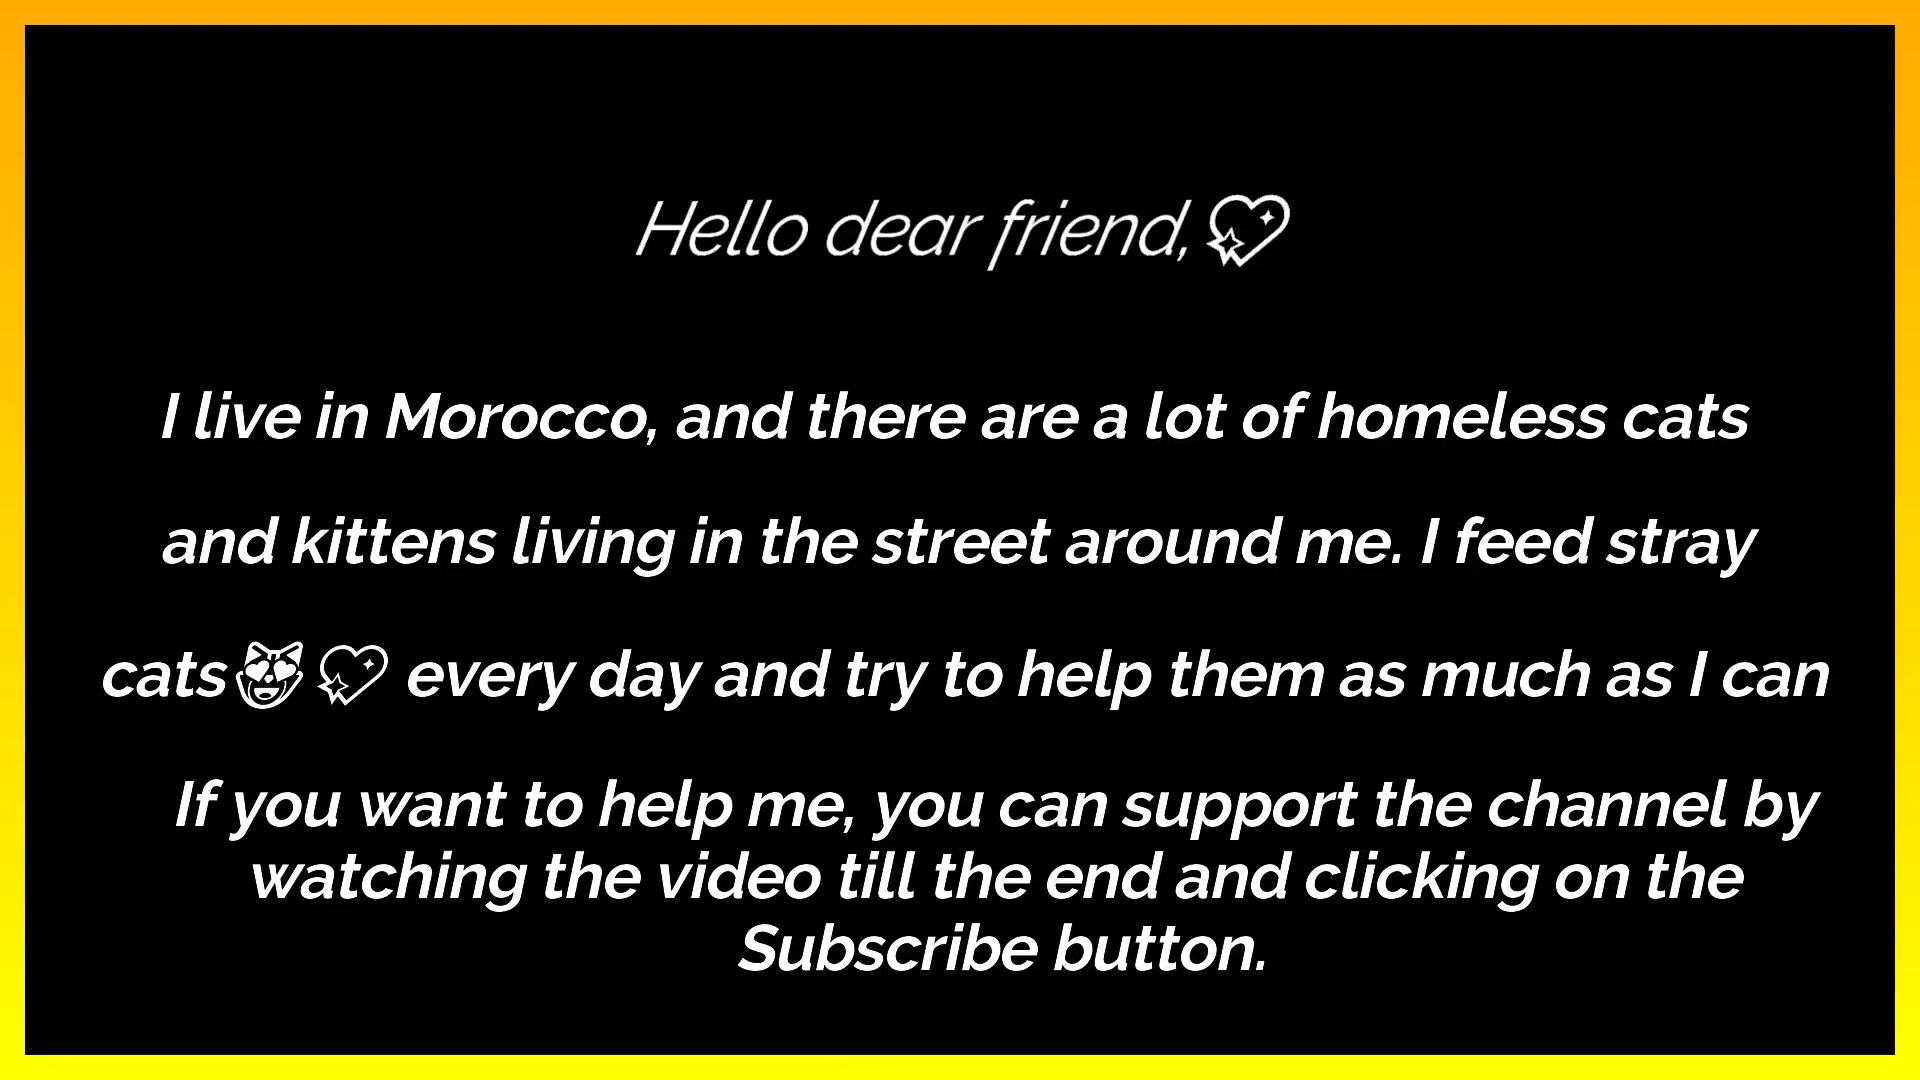 Hello dear friend,💖
I live in Morocco, and there are a lot of homeless cats
and kittens living in the street around me. I feed stray
cats😻💖 every day and try to help them as much as I can
If you want to help me, you can support the channel by
watching the video till the end and clicking on the
Subscribe button.